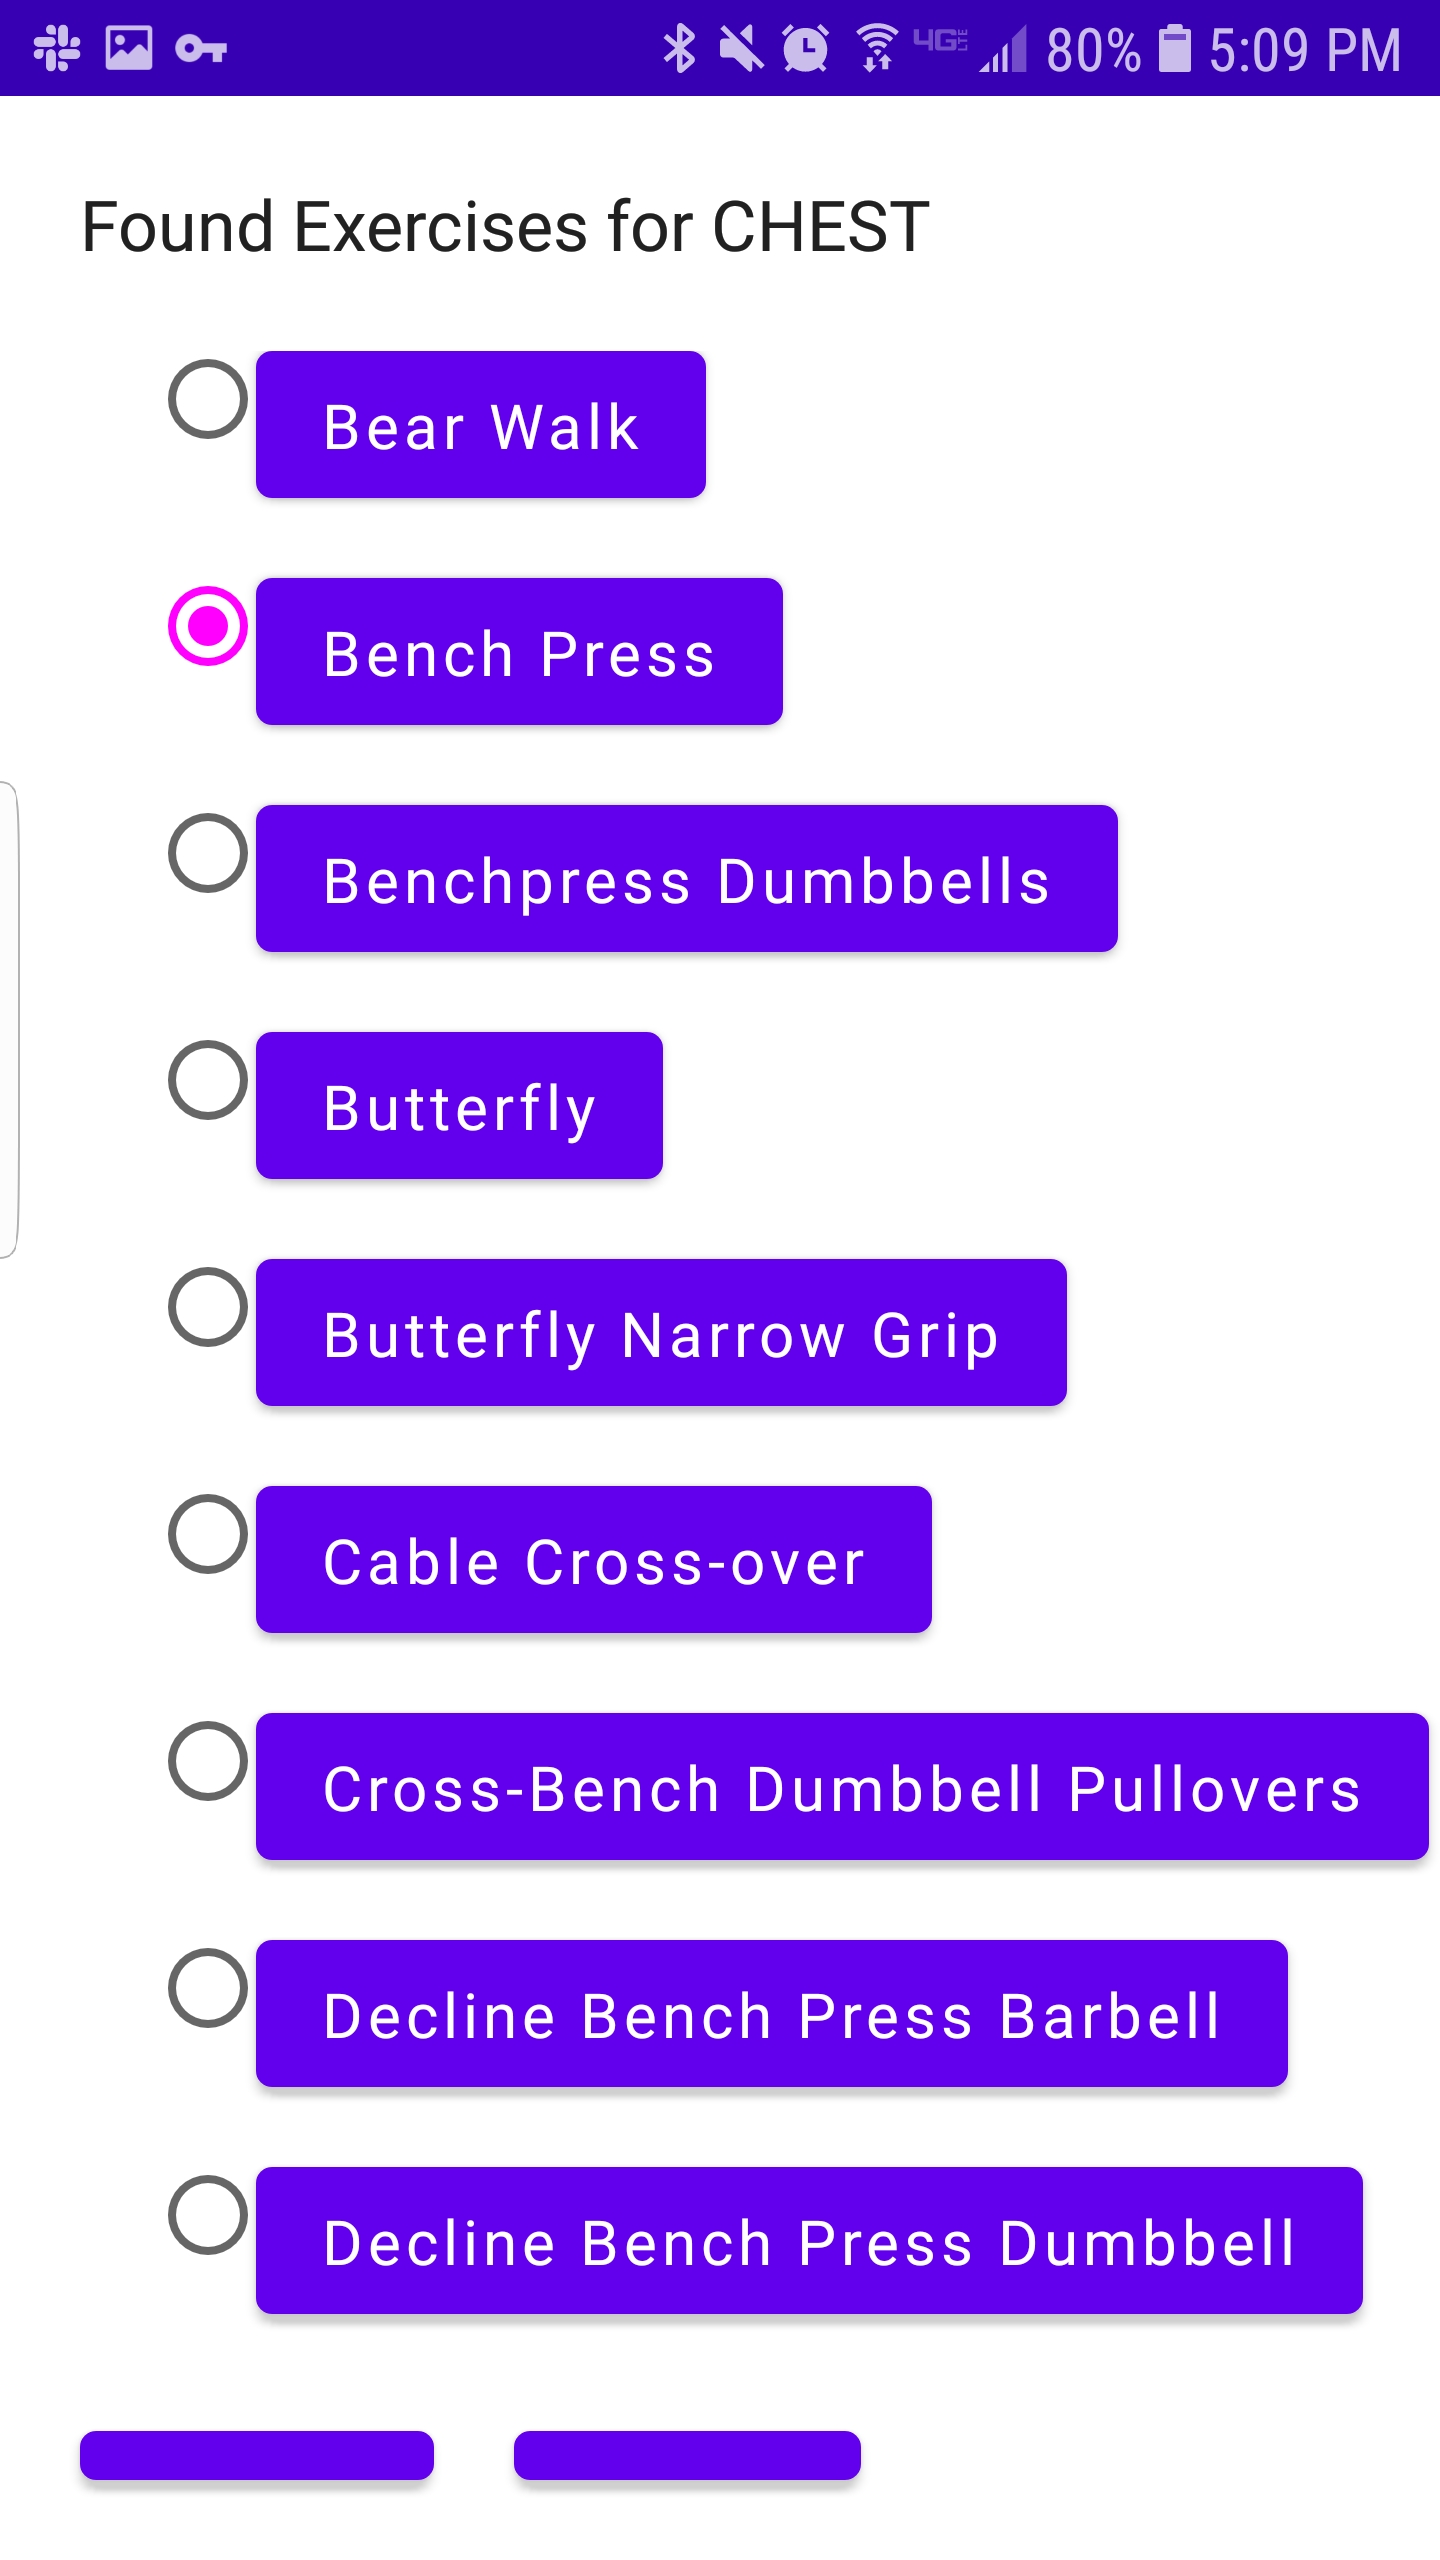 4G LTE 80% 5:09 PM
Found Exercises for CHEST
Bear Walk
Bench Press
Benchpress Dumbbells
Butterfly
Butterfly Narrow Grip
Cable Cross-over
Cross-Bench Dumbbell Pullovers
Decline Bench Press Barbell
Decline Bench Press Dumbbell